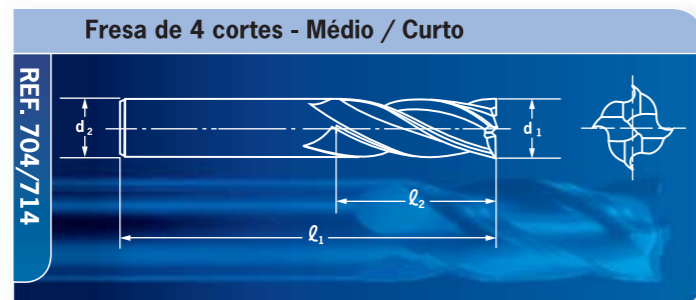 Fresa de 4 cortes - Médio / Curto
REF. 704/714
d₂
d₁
ℓ₂
ℓ₁